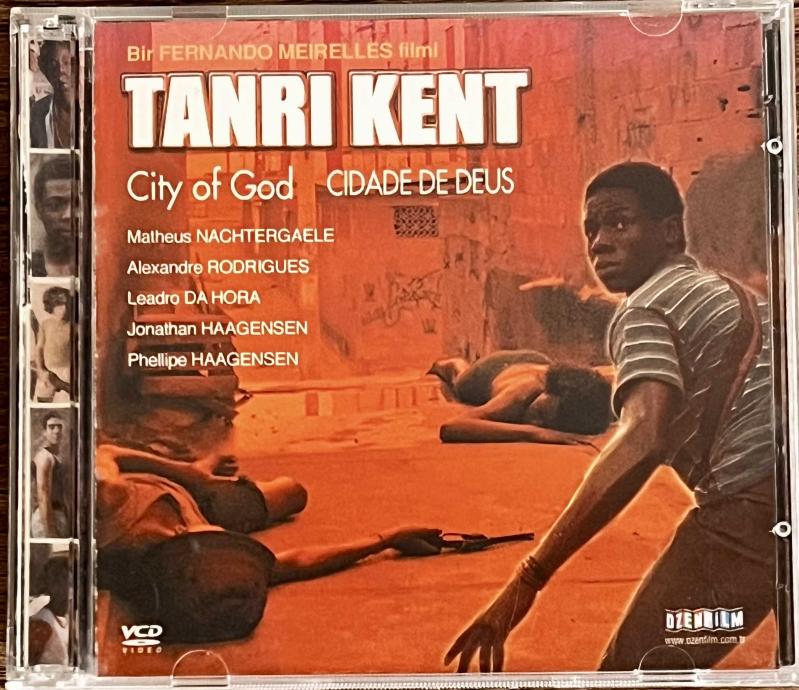 Bir FERNANDO MEIRELLES filmi
TANRI KENT
City of God CIDADE DE DEUS
Matheus NACHTERGAELE
Alexandre RODRIGUES
Leadro DA HORA
Jonathan HAAGENSEN
Phellipe HAAGENSEN
VCD
VIDEO
OZENFILM
www.ozenfilm.com.tr